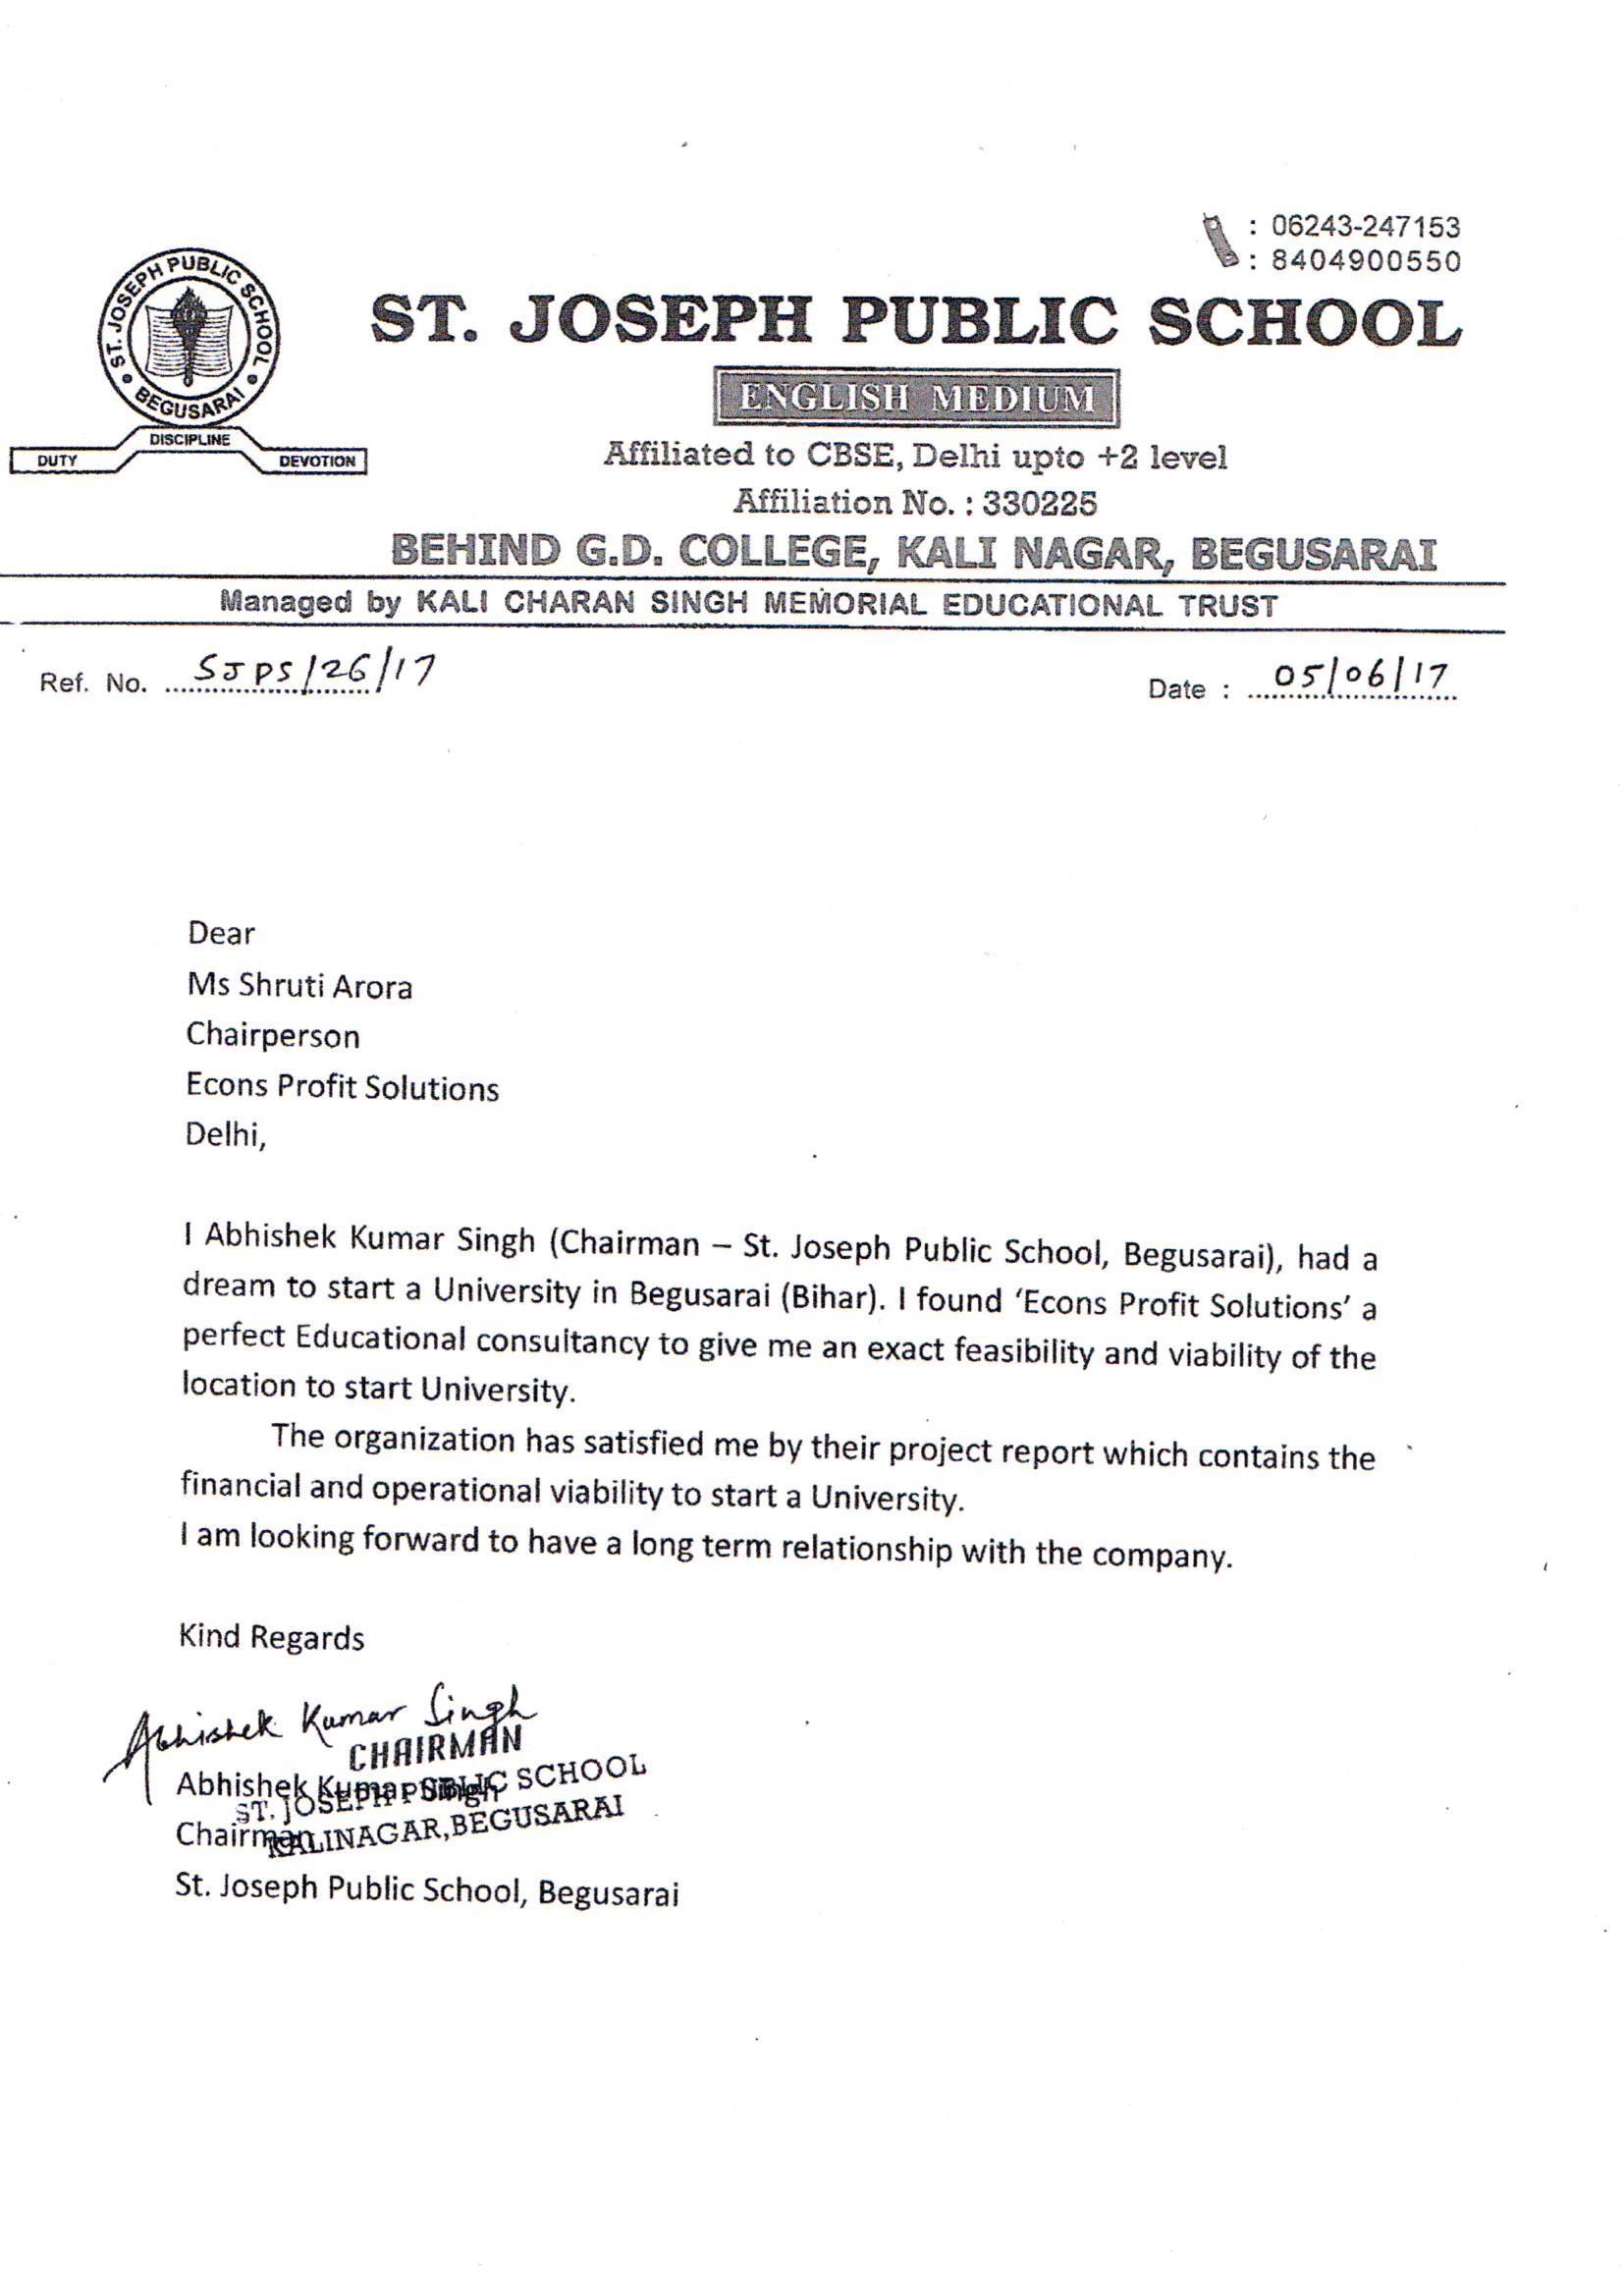 : 06243-247153
: 8404900550
ST. JOSEPH PUBLIC SCHOOL
BEGUSARAI
DISCIPLINE
DUTY
DEVOTION
ST. JOSEPH PUBLIC SCHOOL
ENGLISH MEDIUM
Affiliated to CBSE, Delhi upto +2 level
Affiliation No. : 330225
BEHIND G.D. COLLEGE, KALI NAGAR, BEGUSARAI
Managed by KALI CHARAN SINGH MEMORIAL EDUCATIONAL TRUST
Ref. No. SJPS/26/17 Date : 05/06/17
Dear
Ms Shruti Arora
Chairperson
Econs Profit Solutions
Delhi,
I Abhishek Kumar Singh (Chairman – St. Joseph Public School, Begusarai), had a
dream to start a University in Begusarai (Bihar). I found ‘Econs Profit Solutions’ a
perfect Educational consultancy to give me an exact feasibility and viability of the
location to start University.
The organization has satisfied me by their project report which contains the
financial and operational viability to start a University.
I am looking forward to have a long term relationship with the company.
Kind Regards
Abhishek Kumar Singh
CHAIRMAN
Abhishek Kumar Singh
ST. JOSEPH PUBLIC SCHOOL
Chairman
KALINAGAR, BEGUSARAI
St. Joseph Public School, Begusarai